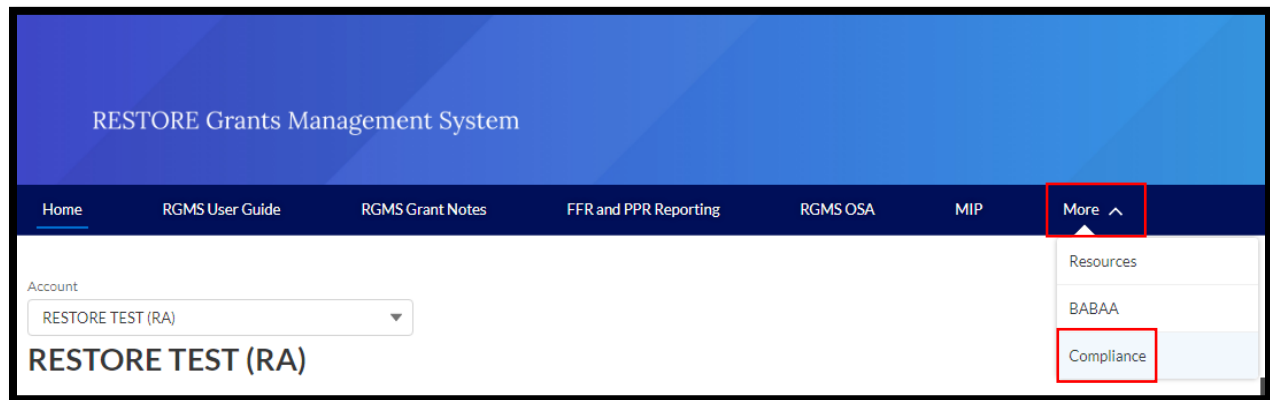 RESTORE Grants Management System
Home RGMS User Guide RGMS Grant Notes FFR and PPR Reporting RGMS OSA MIP More
Resources
Account
BABAA
RESTORE TEST (RA)
Compliance
RESTORE TEST (RA)